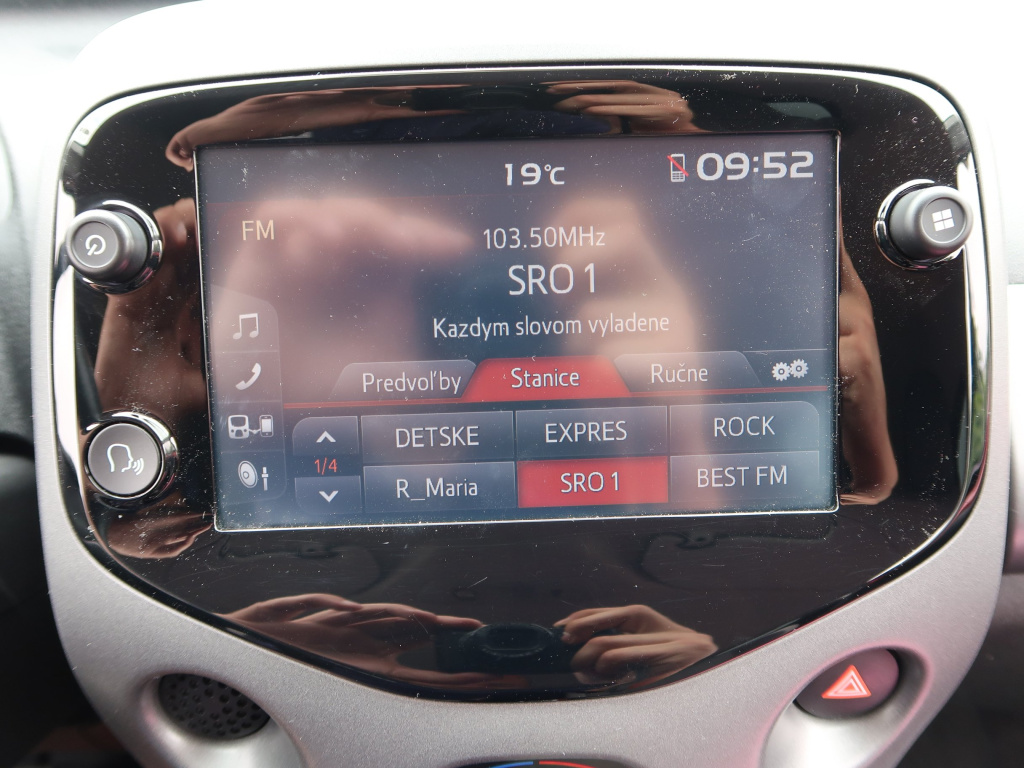 19°C 09:52
FM
103.50MHz
SRO 1
Kazdym slovom vyladene
Predvoľby Stanice Ručne
DETSKE EXPRES ROCK
1/4
R_Maria SRO 1 BEST FM